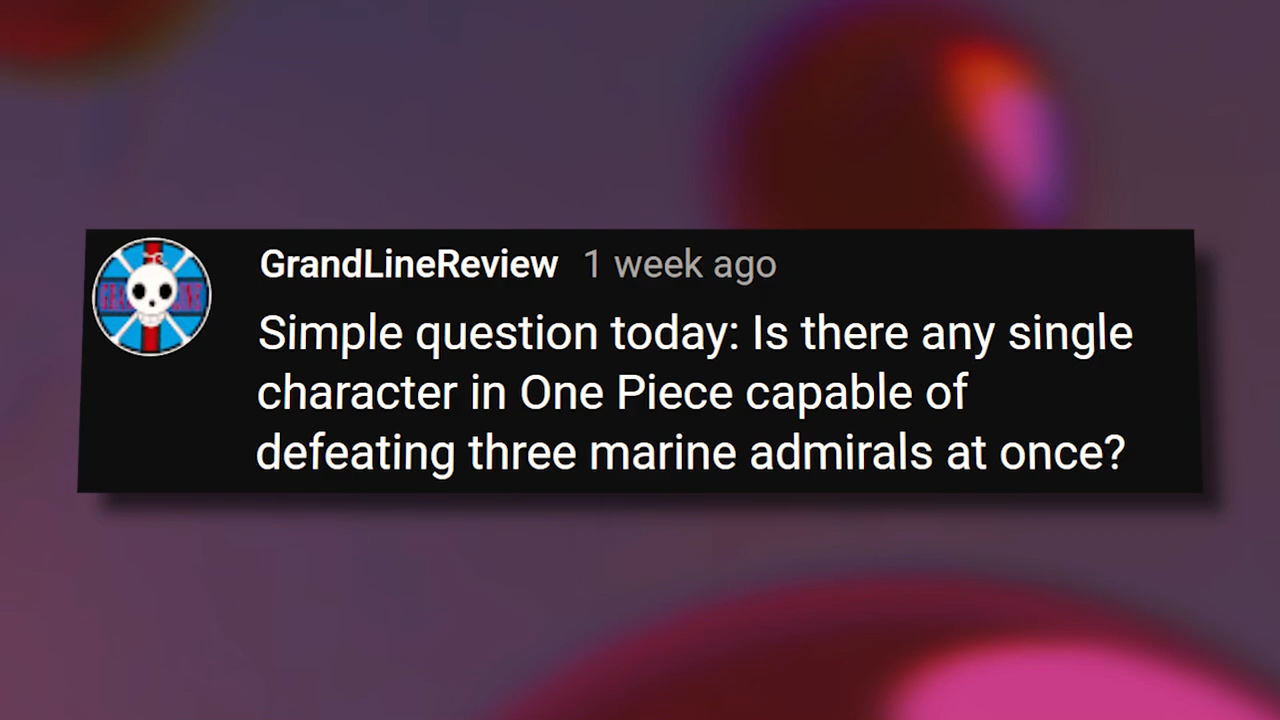 GrandLineReview 1 week ago
Simple question today: Is there any single
character in One Piece capable of
defeating three marine admirals at once?